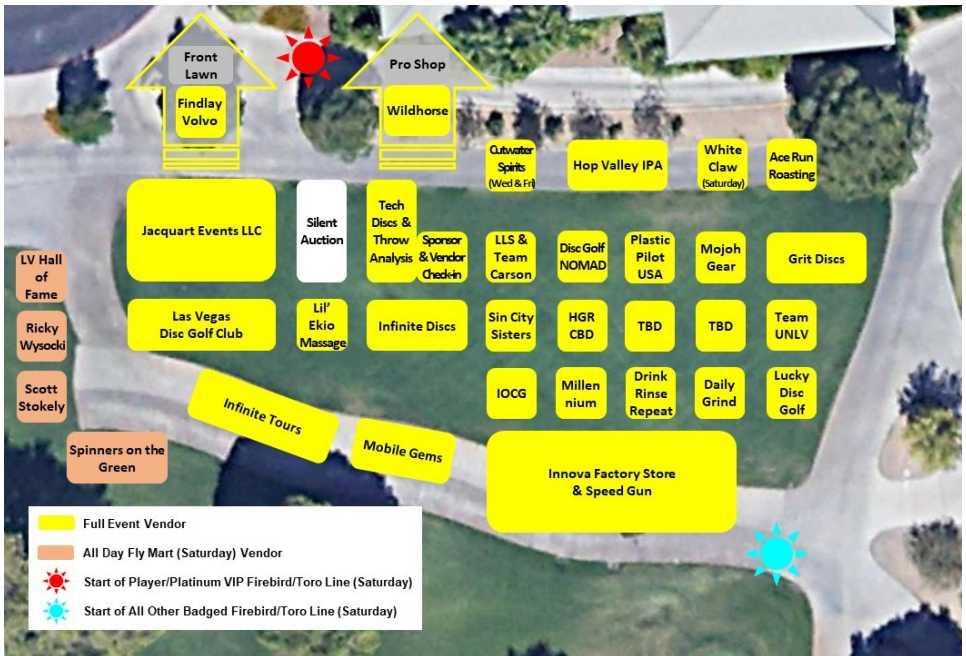 Front
Lawn
Findlay
Volvo
Pro Shop
Wildhorse
Cutwater
Spirits
(Wed & Fri)
Hop Valley IPA
White
Claw
(Saturday)
Ace Run
Roasting
Jacquart Events LLC
Silent
Auction
Tech
Discs &
Throw
Analysis
Sponsor
& Vendor
Check-in
LLS &
Team
Carson
Disc Golf
NOMAD
Plastic
Pilot
USA
Mojoh
Gear
Grit Discs
LV Hall
of
Fame
Ricky
Wysocki
Scott
Stokely
Las Vegas
Disc Golf Club
Lil’
Ekio
Massage
Infinite Discs
Sin City
Sisters
HGR
CBD
TBD
TBD
Team
UNLV
Infinite Tours
Mobile Gems
IOCG
Millen
nium
Drink
Rinse
Repeat
Daily
Grind
Lucky
Disc
Golf
Spinners on the
Green
Innova Factory Store
& Speed Gun
Full Event Vendor
All Day Fly Mart (Saturday) Vendor
Start of Player/Platinum VIP Firebird/Toro Line (Saturday)
Start of All Other Badged Firebird/Toro Line (Saturday)